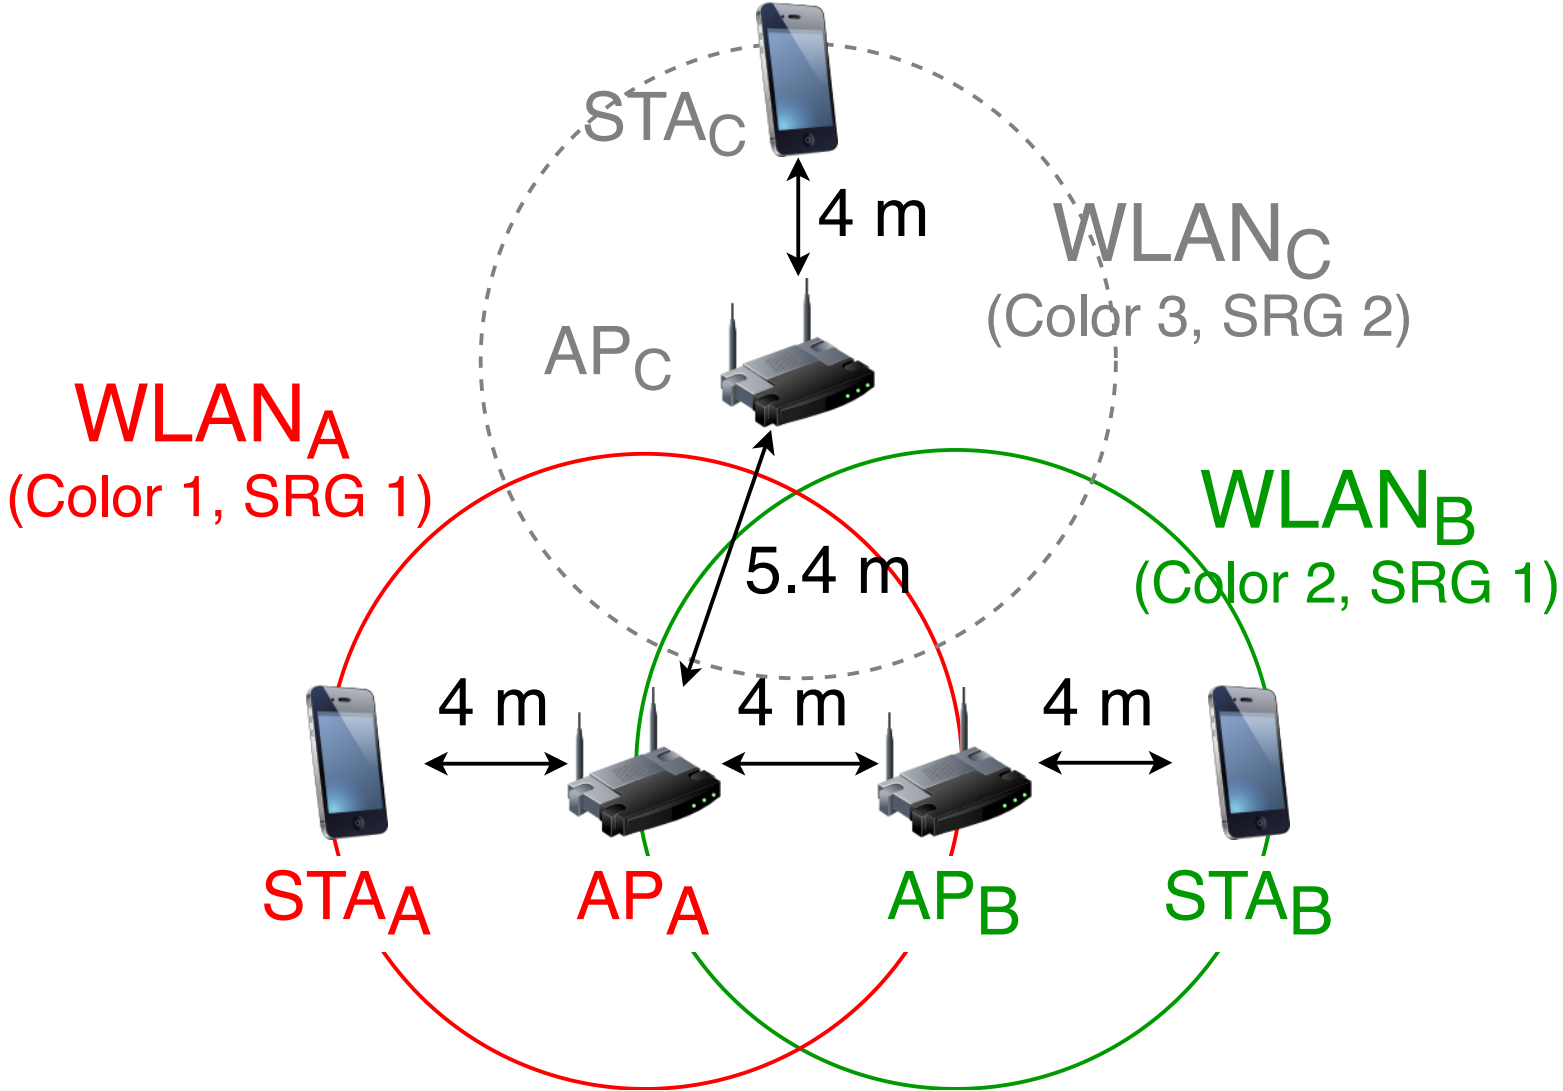 STAC
4 m
WLANC
(Color 3, SRG 2)
APC
WLANA
(Color 1, SRG 1)
WLANB
(Color 2, SRG 1)
5.4 m
4 m
4 m
4 m
STAA
APA
APB
STAB